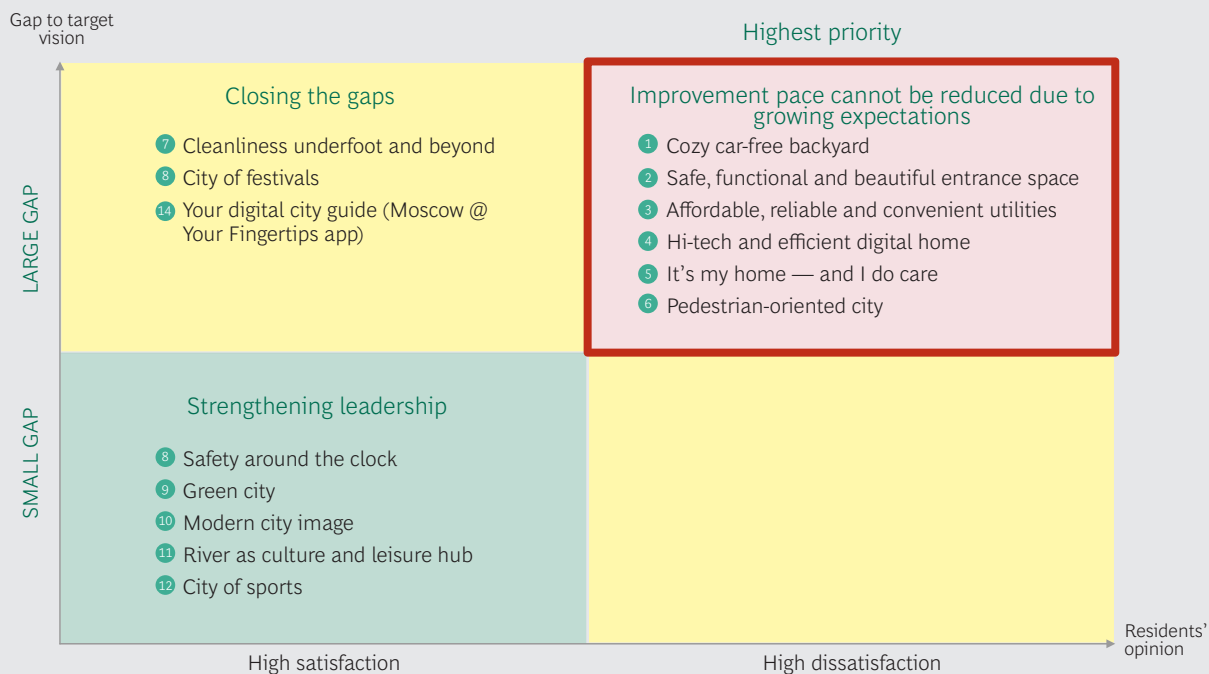 Gap to target
vision
Highest priority
Closing the gaps
7 Cleanliness underfoot and beyond
8 City of festivals
14 Your digital city guide (Moscow @
Your Fingertips app)
Improvement pace cannot be reduced due to
growing expectations
1 Cozy car-free backyard
2 Safe, functional and beautiful entrance space
3 Affordable, reliable and convenient utilities
4 Hi-tech and efficient digital home
5 It's my home — and I do care
6 Pedestrian-oriented city
LARGE GAP
Strengthening leadership
8 Safety around the clock
9 Green city
10 Modern city image
11 River as culture and leisure hub
12 City of sports
SMALL GAP
High satisfaction
High dissatisfaction
Residents'
opinion